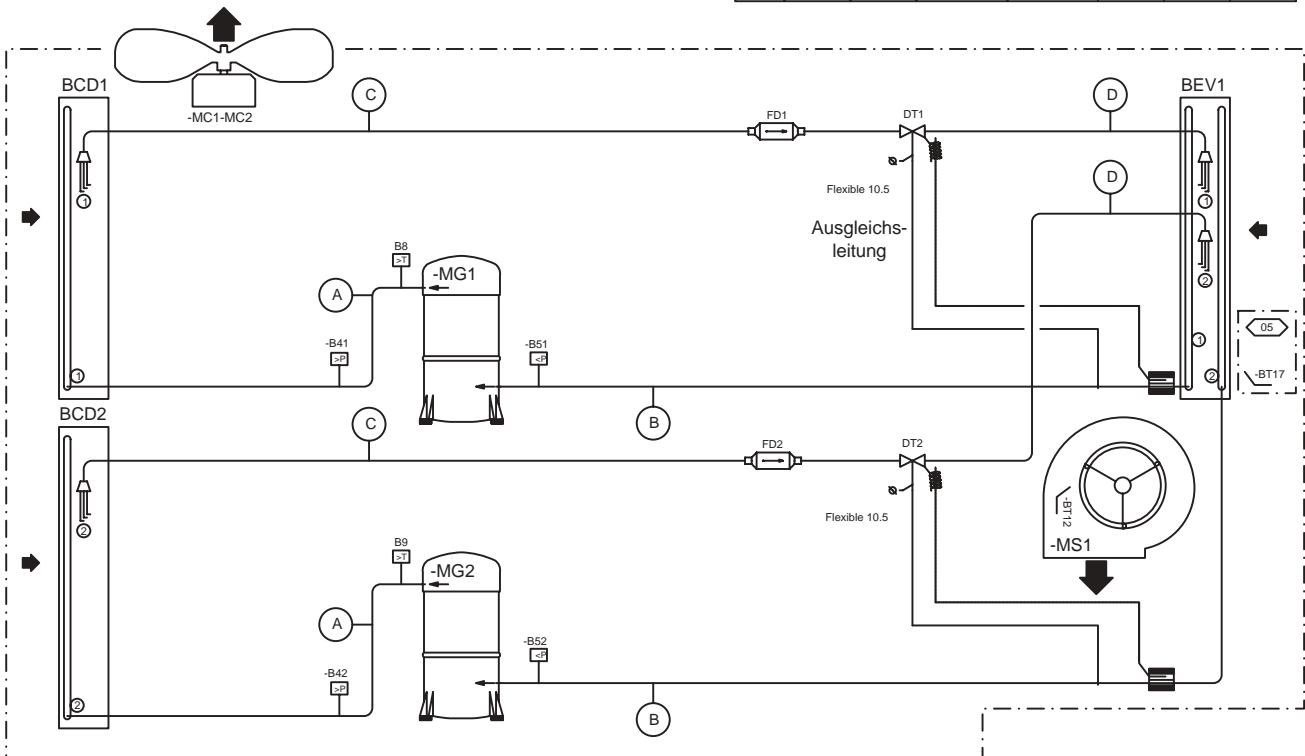 BCD1
-MC1-MC2
C
FD1
DT1
D
BEV1
1
Flexible 10.5
D
1
Ausgleichs-
leitung
2
B8
>T
-MG1
A
-B41
>P
-B51
<P
1
05
-BT17
1
2
B
BCD2
C
FD2
DT2
2
Flexible 10.5
-BT12
-MS1
B9
>T
-MG2
A
-B42
>P
-B52
<P
2
B